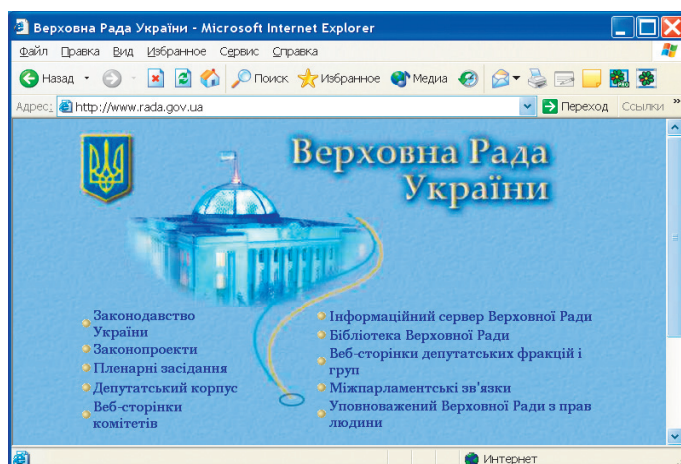 Верховна Рада України - Microsoft Internet Explorer
Файл Правка Вид Избранное Сервис Справка
Назад Поиск Избранное Медиа
Адрес: http://www.rada.gov.ua Переход Ссылки »
Верховна Рада
України
Законодавство
України
Законопроекти
Пленарні засідання
Депутатський корпус
Веб-сторінки
комітетів
Інформаційний сервер Верховної Ради
Бібліотека Верховної Ради
Веб-сторінки депутатських фракцій і
груп
Міжпарламентські зв'язки
Уповноважений Верховної Ради з прав
людини
Интернет